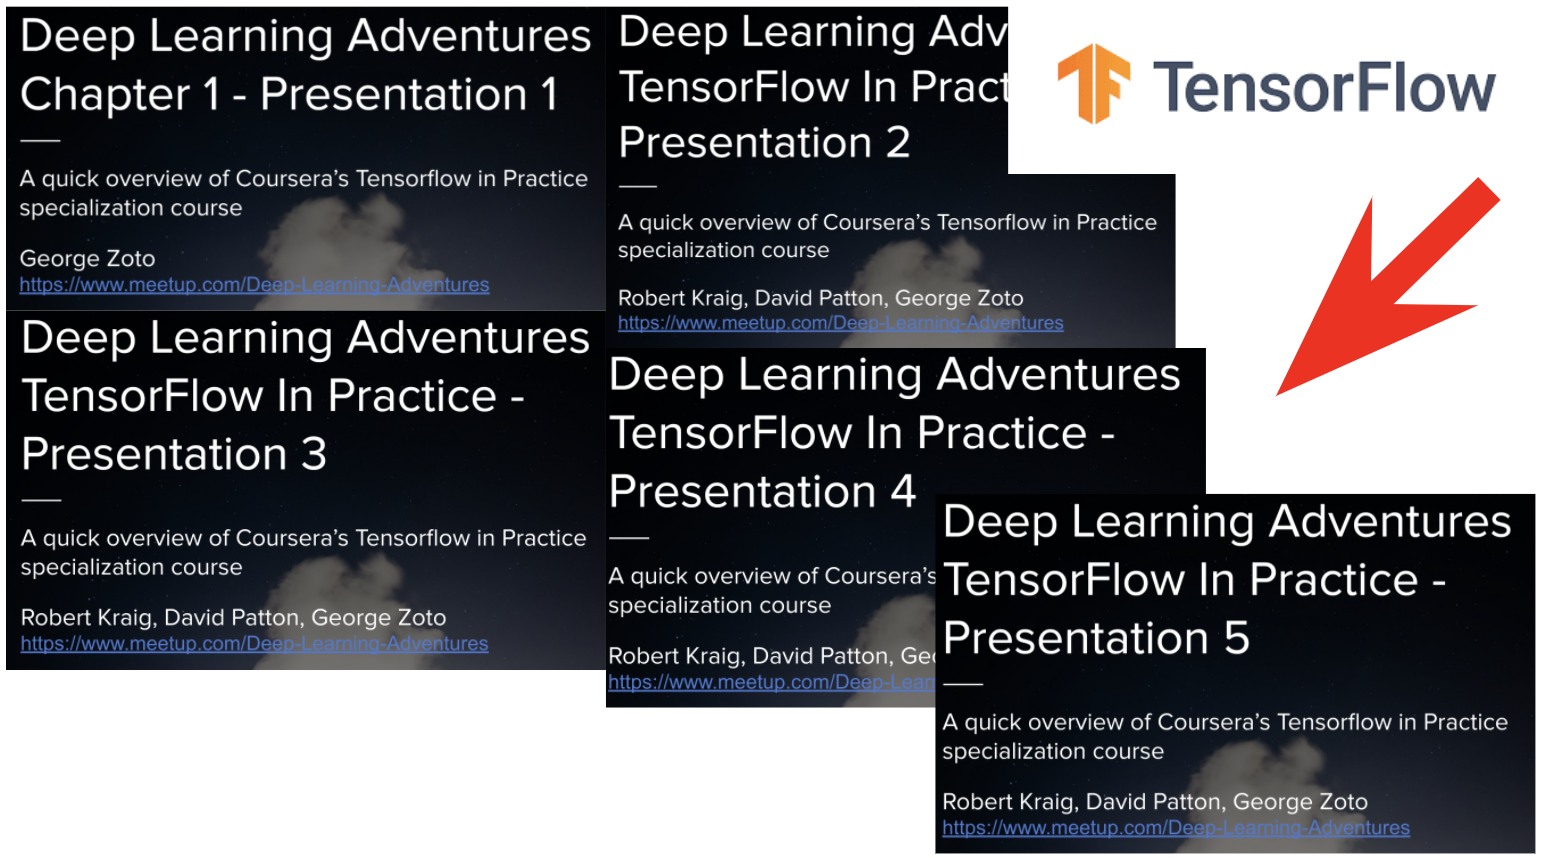 Deep Learning Adventures
Chapter 1 - Presentation 1
A quick overview of Coursera's Tensorflow in Practice
specialization course
George Zoto
https://www.meetup.com/Deep-Learning-Adventures
Deep Learning Adv
TensorFlow In Pract
Presentation 2
A quick overview of Coursera's Tensorflow in Practice
specialization course
Robert Kraig, David Patton, George Zoto
https://www.meetup.com/Deep-Learning-Adventures
TensorFlow
Deep Learning Adventures
TensorFlow In Practice -
Presentation 3
A quick overview of Coursera's Tensorflow in Practice
specialization course
Robert Kraig, David Patton, George Zoto
https://www.meetup.com/Deep-Learning-Adventures
Deep Learning Adventures
TensorFlow In Practice -
Presentation 4
A quick overview of Coursera's
specialization course
Robert Kraig, David Patton, Geo
https://www.meetup.com/Deep-Lear
Deep Learning Adventures
TensorFlow In Practice -
Presentation 5
A quick overview of Coursera's Tensorflow in Practice
specialization course
Robert Kraig, David Patton, George Zoto
https://www.meetup.com/Deep-Learning-Adventures